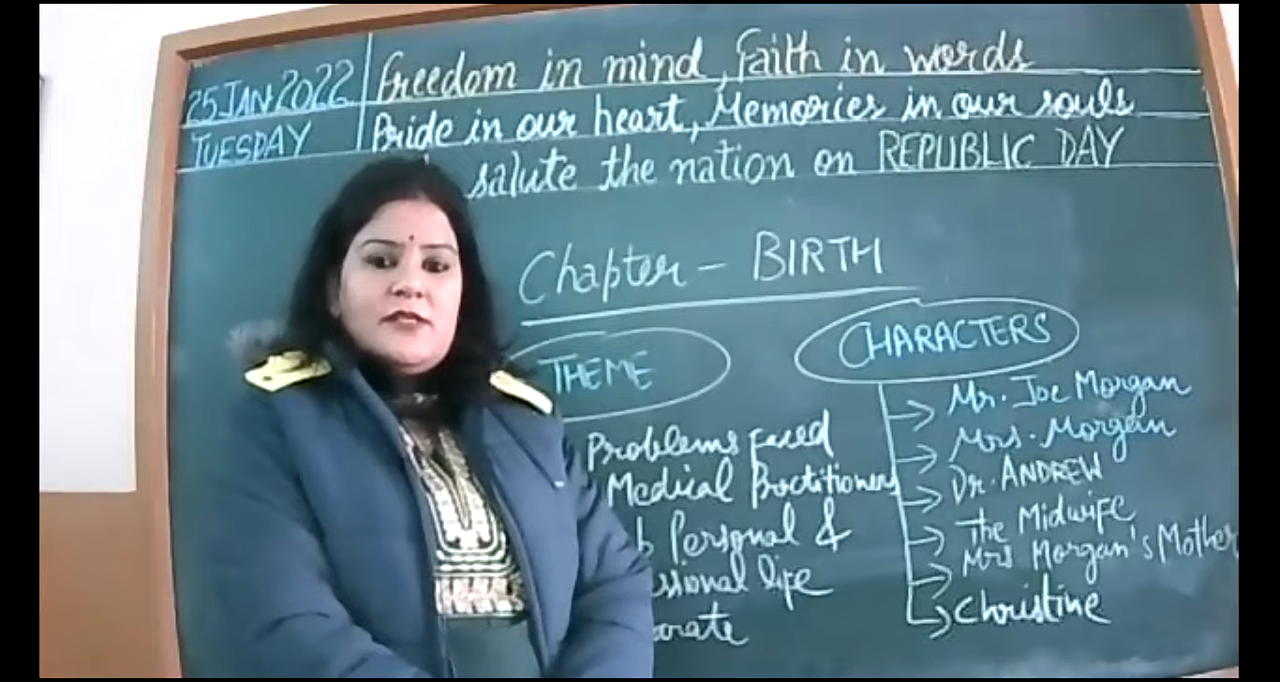 25 JAN 2022
TUESDAY
Freedom in mind, Faith in words
Pride in our heart, Memories in our souls
salute the nation on REPUBLIC DAY
Chapter - BIRTH
THEME
Problems faced
Medical Practitioners
Personal &
life
CHARACTERS
Mr. Joe Morgan
Mrs. Morgan
Dr. ANDREW
The Midwife
Mrs Morgan's Mother
Christine